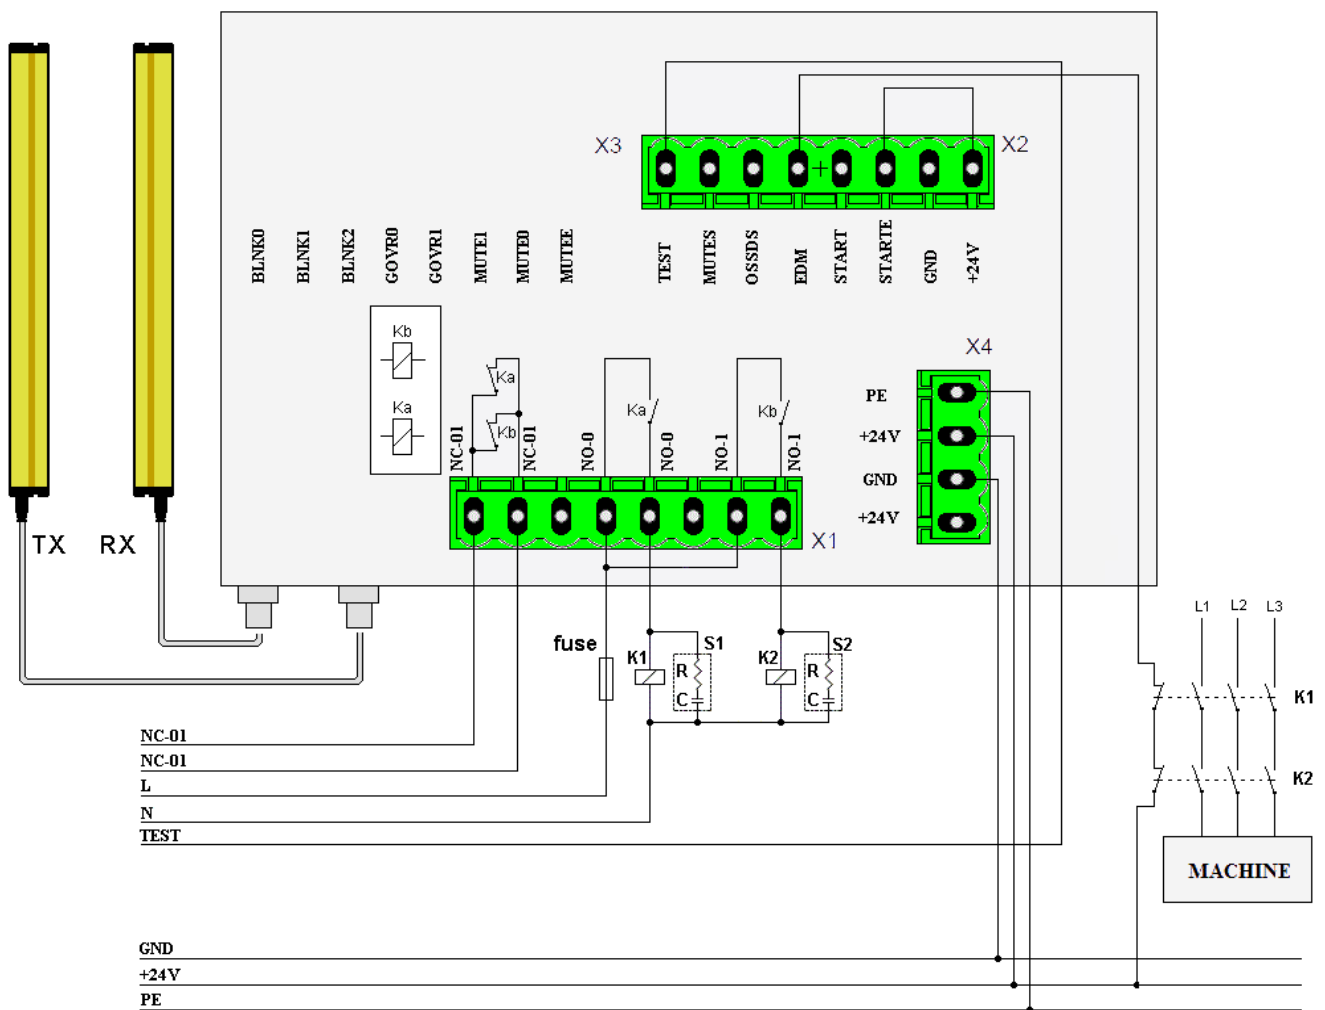 X3
X2
BLNK0
BLNK1
BLNK2
GOVR0
GOVR1
MUTE1
MUTE0
MUTEE
TEST
MUTES
OSSDS
EDM
START
STARTE
GND
+24V
Kb
Ka
Ka
Kb
Ka
Kb
NC-01
NC-01
NO-0
NO-0
NO-1
NO-1
X1
X4
PE
+24V
GND
+24V
TX
RX
fuse
K1
S1
R
C
K2
S2
R
C
L1
L2
L3
K1
K2
MACHINE
NC-01
NC-01
L
N
TEST
GND
+24V
PE